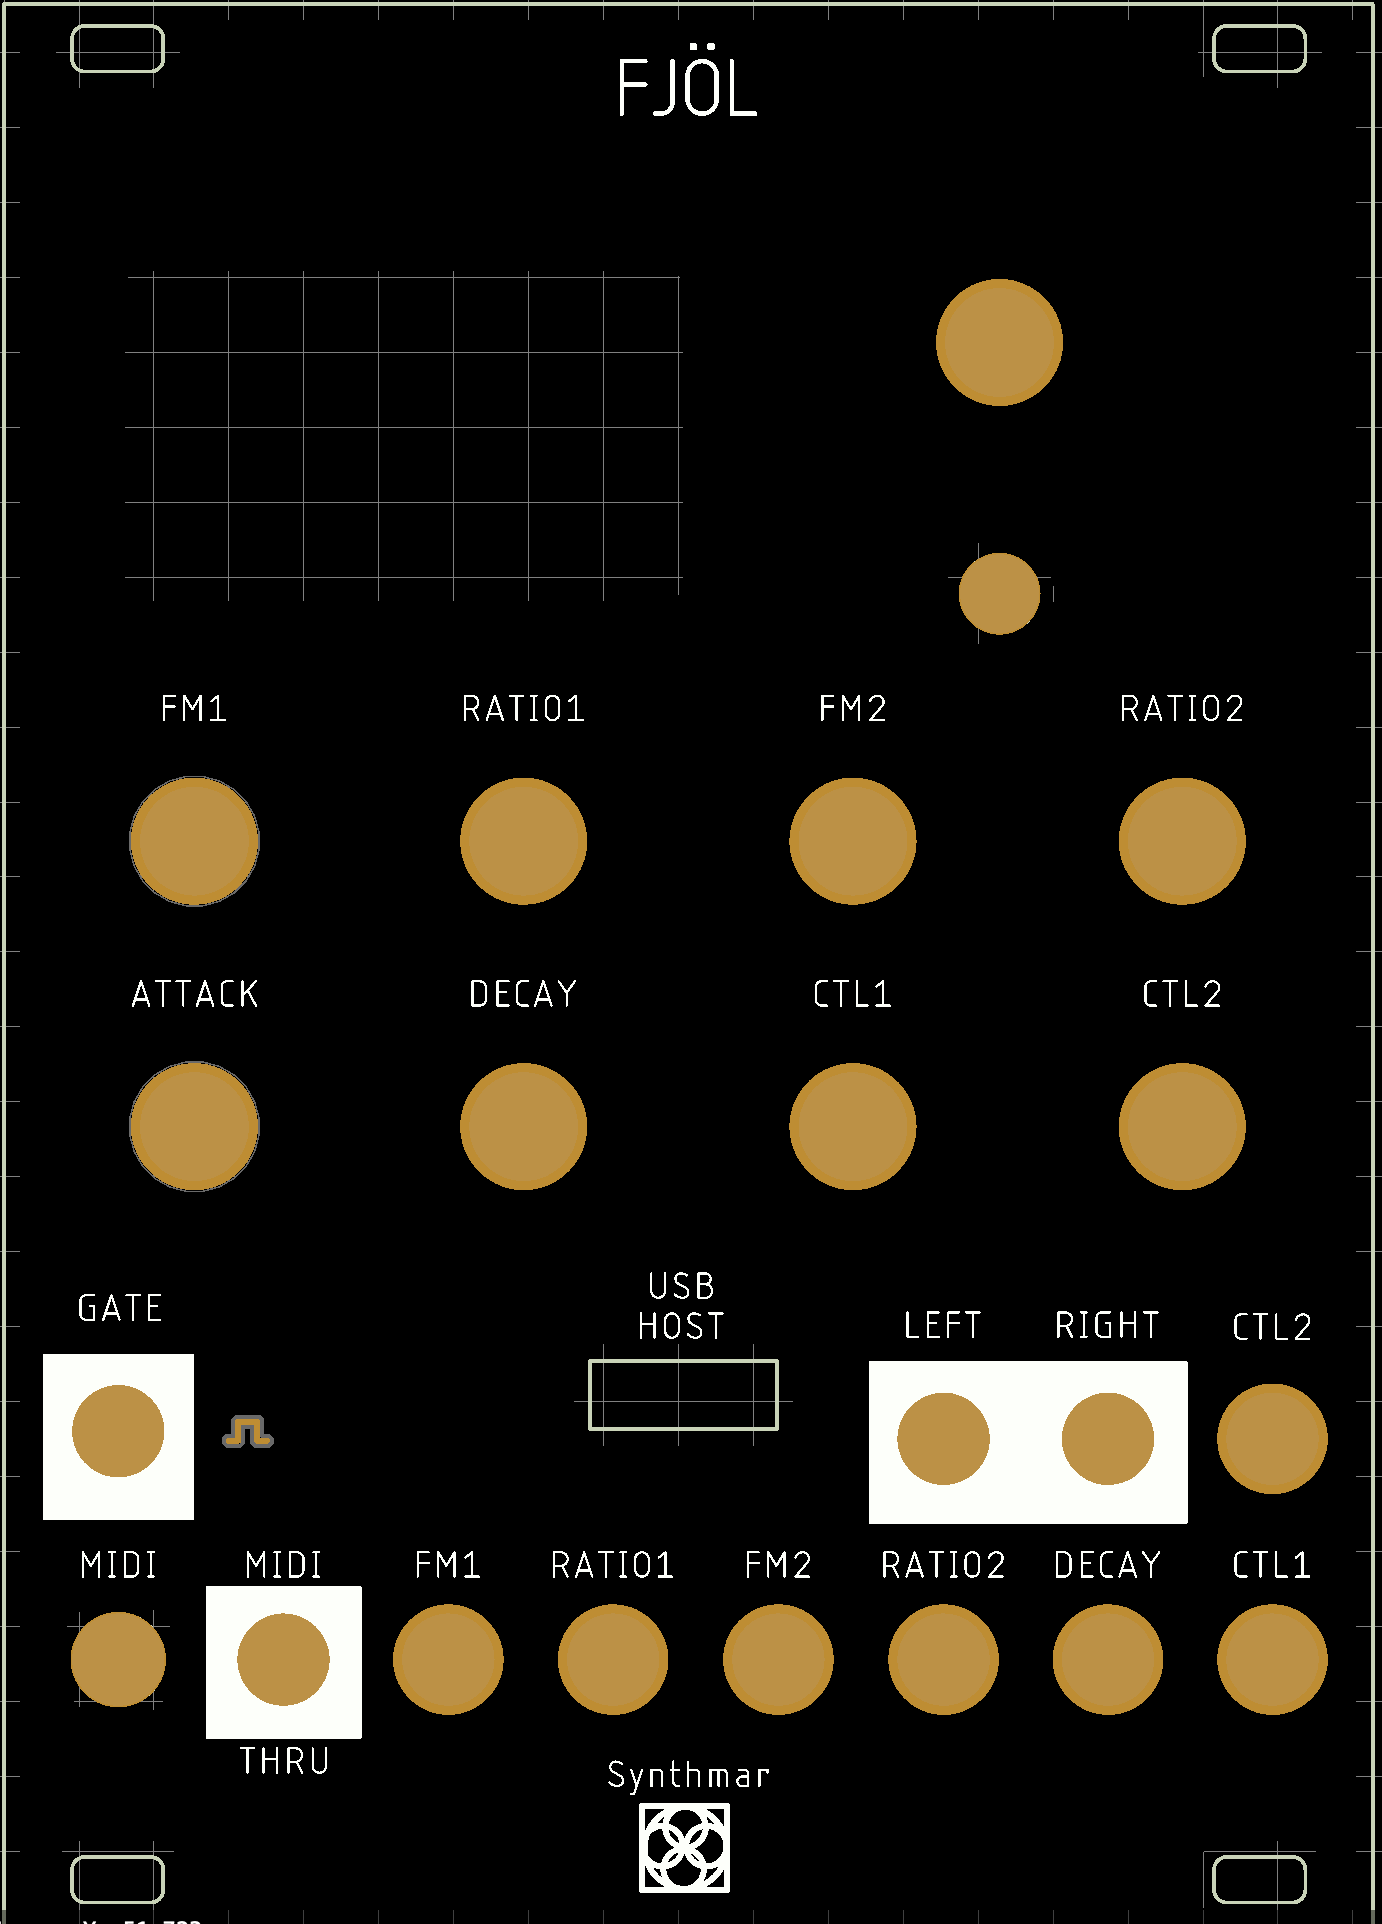 FJÖL
FM1 RATIO1 FM2 RATIO2
ATTACK DECAY CTL1 CTL2
USB
HOST
GATE LEFT RIGHT CTL2
MIDI MIDI FM1 RATIO1 FM2 RATIO2 DECAY CTL1
THRU
Synthmar